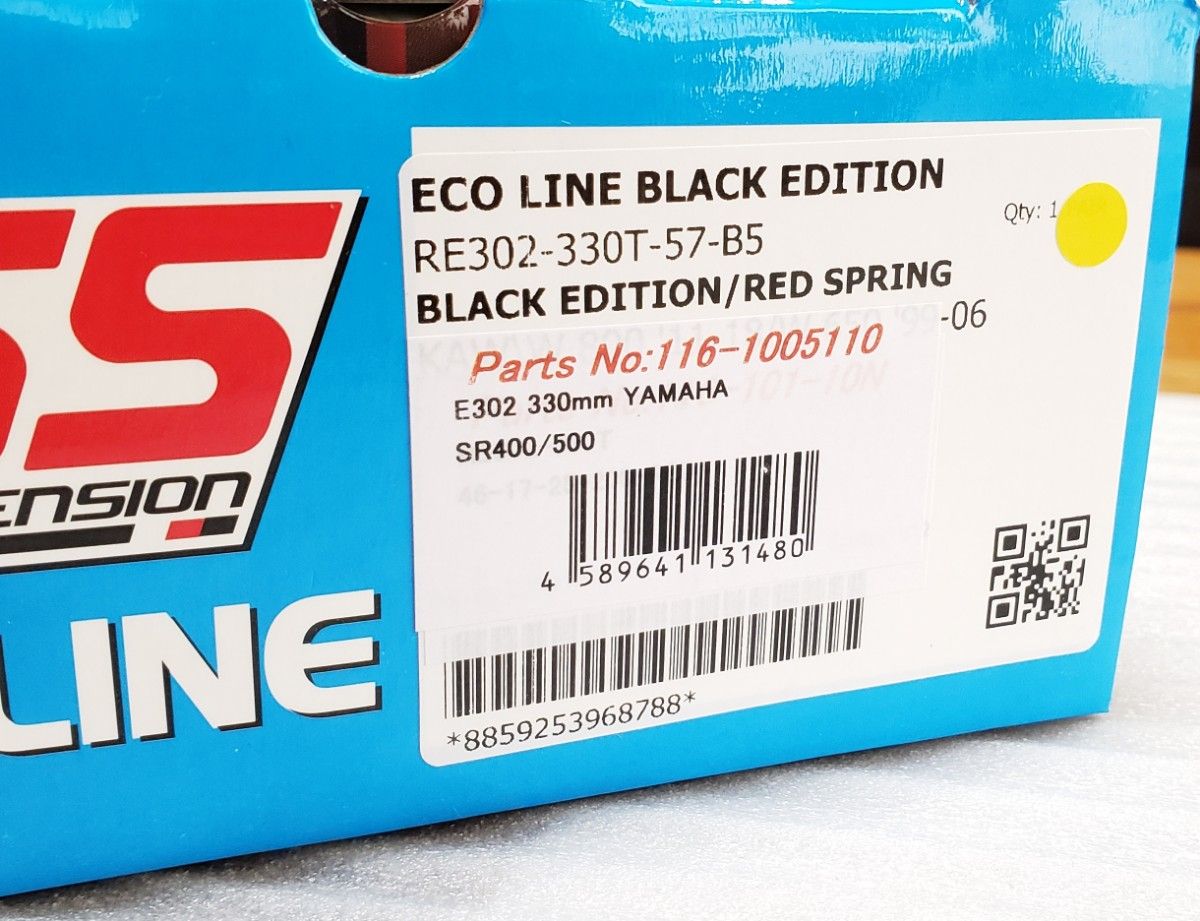 SS
ENSION
LINE
ECO LINE BLACK EDITION
Qty: 1
RE302-330T-57-B5
BLACK EDITION/RED SPRING
-06
Parts No:116-1005110
E302 330mm YAMAHA
SR400/500
4 589641 131480
*8859253968788*